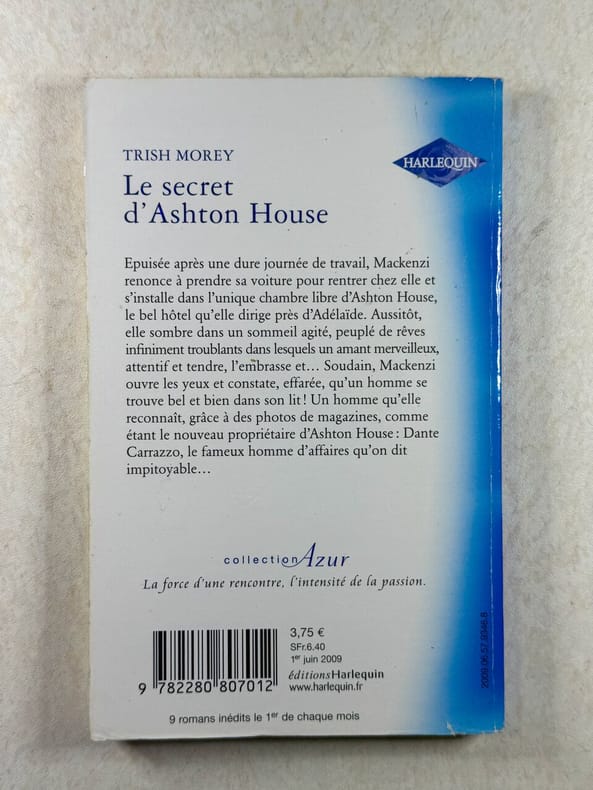 TRISH MOREY
HARLEQUIN
Le secret
d'Ashton House
Epuisée après une dure journée de travail, Mackenzi
renonce à prendre sa voiture pour rentrer chez elle et
s'installe dans l'unique chambre libre d'Ashton House,
le bel hôtel qu'elle dirige près d'Adélaïde. Aussitôt,
elle sombre dans un sommeil agité, peuplé de rêves
infiniment troublants dans lesquels un amant merveilleux,
attentif et tendre, l'embrasse et… Soudain, Mackenzi
ouvre les yeux et constate, effarée, qu'un homme se
trouve bel et bien dans son lit ! Un homme qu'elle
reconnaît, grâce à des photos de magazines, comme
étant le nouveau propriétaire d'Ashton House : Dante
Carrazzo, le fameux homme d'affaires qu'on dit
impitoyable…
collection Azur
La force d'une rencontre, l'intensité de la passion.
3,75 €
SFr.6.40
1er juin 2009
éditionsHarlequin
www.harlequin.fr
9 782280 807012
9 romans inédits le 1er de chaque mois
2009.06.57.9346.8